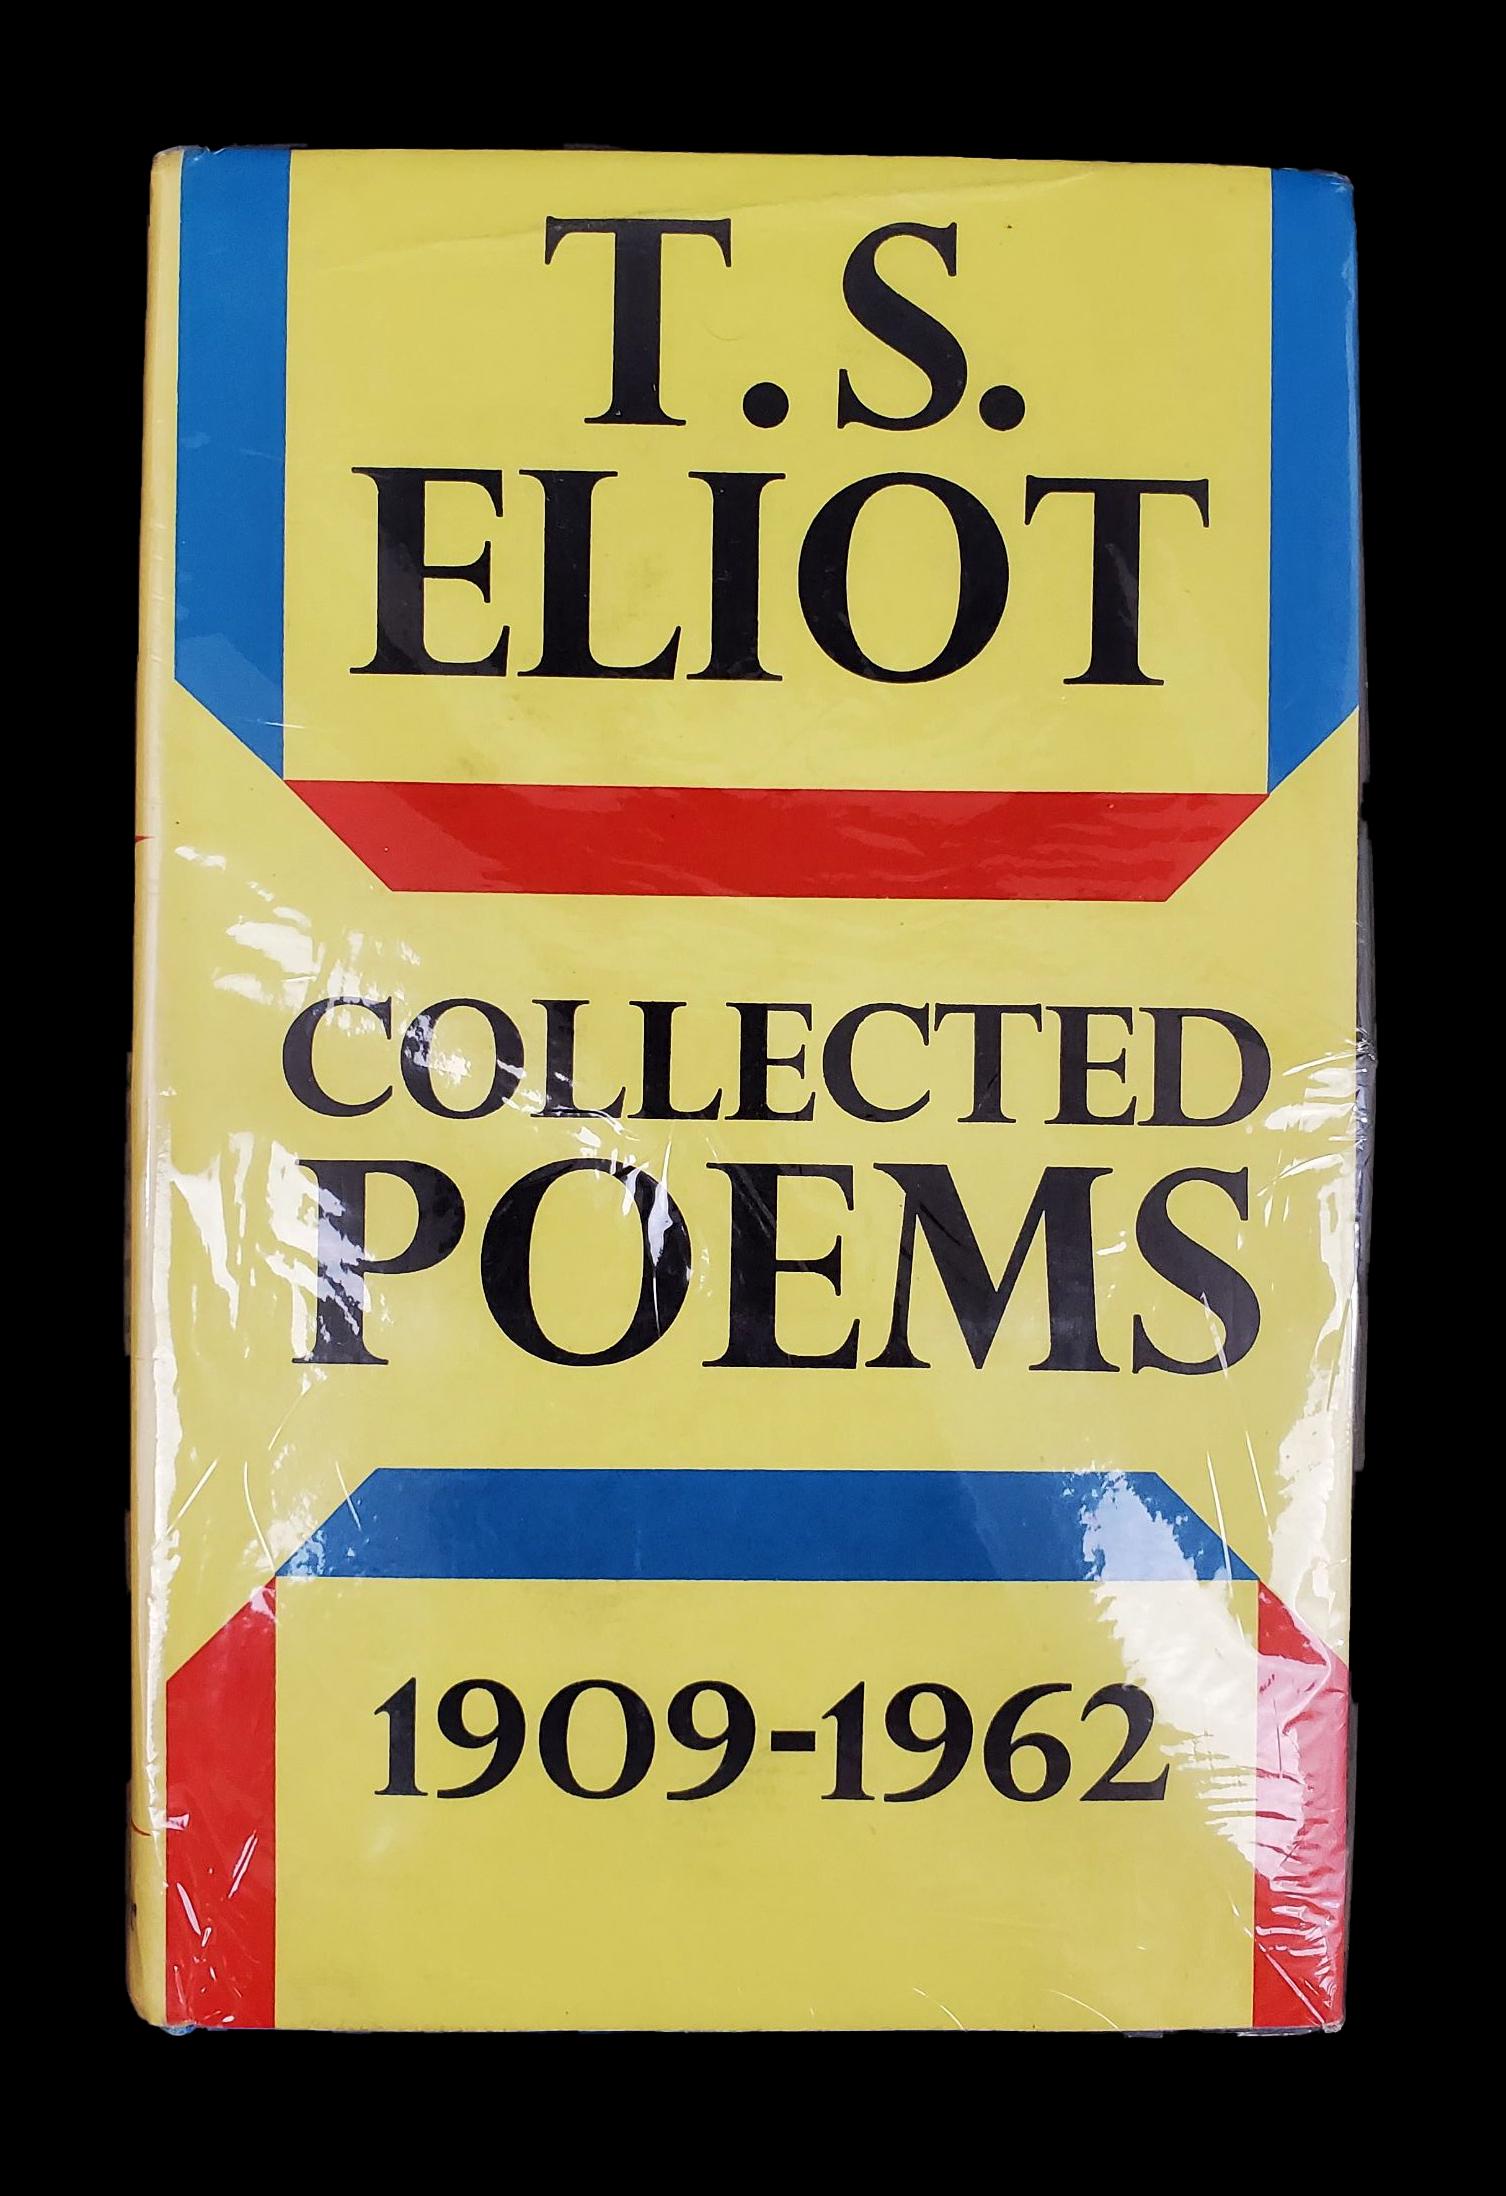 T.S.
ELIOT
COLLECTED
POEMS
1909-1962